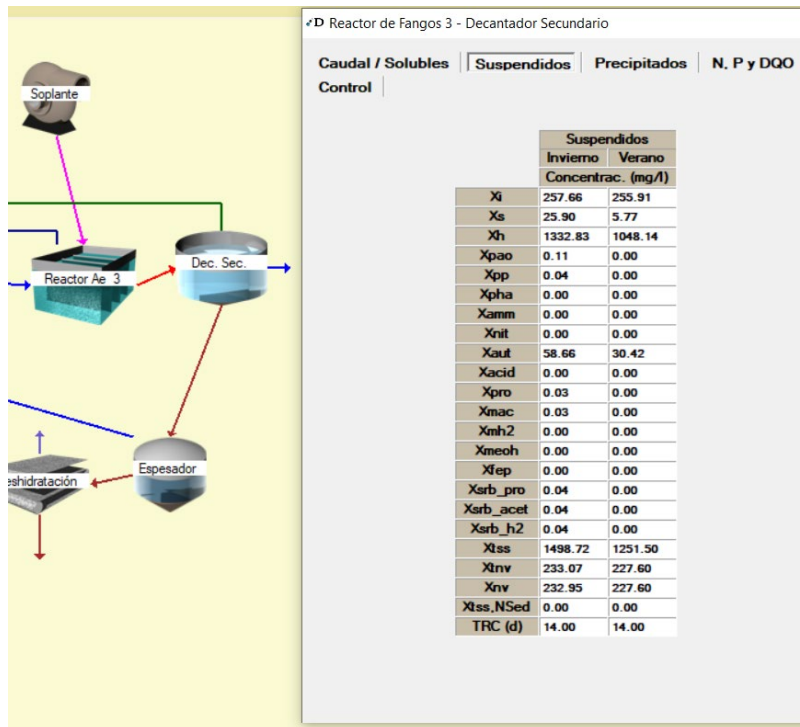 Soplante
Reactor Ae 3
Dec. Sec.
Espesador
eshidratación
D Reactor de Fangos 3 - Decantador Secundario
Caudal / Solubles Suspendidos Precipitados N, P y DQO
Control
Suspendidos
Invierno Verano
Concentrac. (mg/l)
Xi 257.66 255.91
Xs 25.90 5.77
Xh 1332.83 1048.14
Xpao 0.11 0.00
Xpp 0.04 0.00
Xpha 0.00 0.00
Xamm 0.00 0.00
Xnit 0.00 0.00
Xaut 58.66 30.42
Xacid 0.00 0.00
Xpro 0.03 0.00
Xmac 0.03 0.00
Xmh2 0.00 0.00
Xmeoh 0.00 0.00
Xfep 0.00 0.00
Xsrb_pro 0.04 0.00
Xsrb_acet 0.04 0.00
Xsrb_h2 0.04 0.00
Xtss 1498.72 1251.50
Xtnv 233.07 227.60
Xnv 232.95 227.60
Xtss,NSed 0.00 0.00
TRC (d) 14.00 14.00